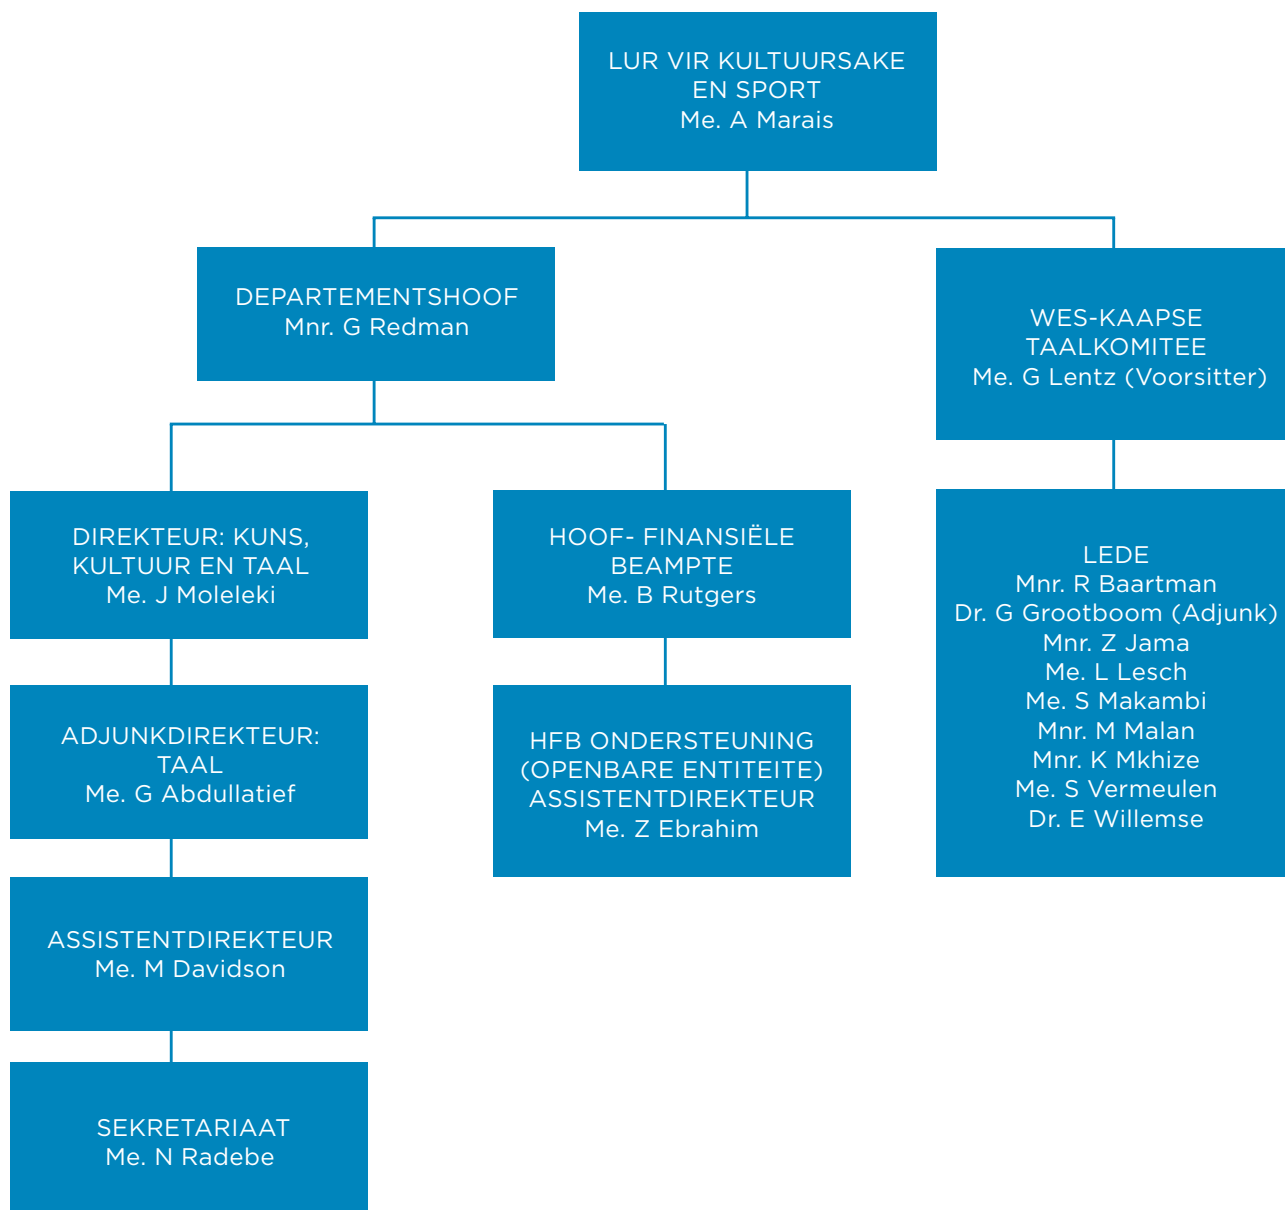 LUR VIR KULTUURSAKE
EN SPORT
Me. A Marais
DEPARTEMENTSHOOF
Mnr. G Redman
WES-KAAPSE
TAALKOMITEE
Me. G Lentz (Voorsitter)
DIREKTEUR: KUNS,
KULTUUR EN TAAL
Me. J Moleleki
HOOF- FINANSIËLE
BEAMPTE
Me. B Rutgers
LEDE
Mnr. R Baartman
Dr. G Grootboom (Adjunk)
Mnr. Z Jama
Me. L Lesch
Me. S Makambi
Mnr. M Malan
Mnr. K Mkhize
Me. S Vermeulen
Dr. E Willemse
ADJUNKDIREKTEUR:
TAAL
Me. G Abdullatief
HFB ONDERSTEUNING
(OPENBARE ENTITEITE)
ASSISTENTDIREKTEUR
Me. Z Ebrahim
ASSISTENTDIREKTEUR
Me. M Davidson
SEKRETARIAAT
Me. N Radebe